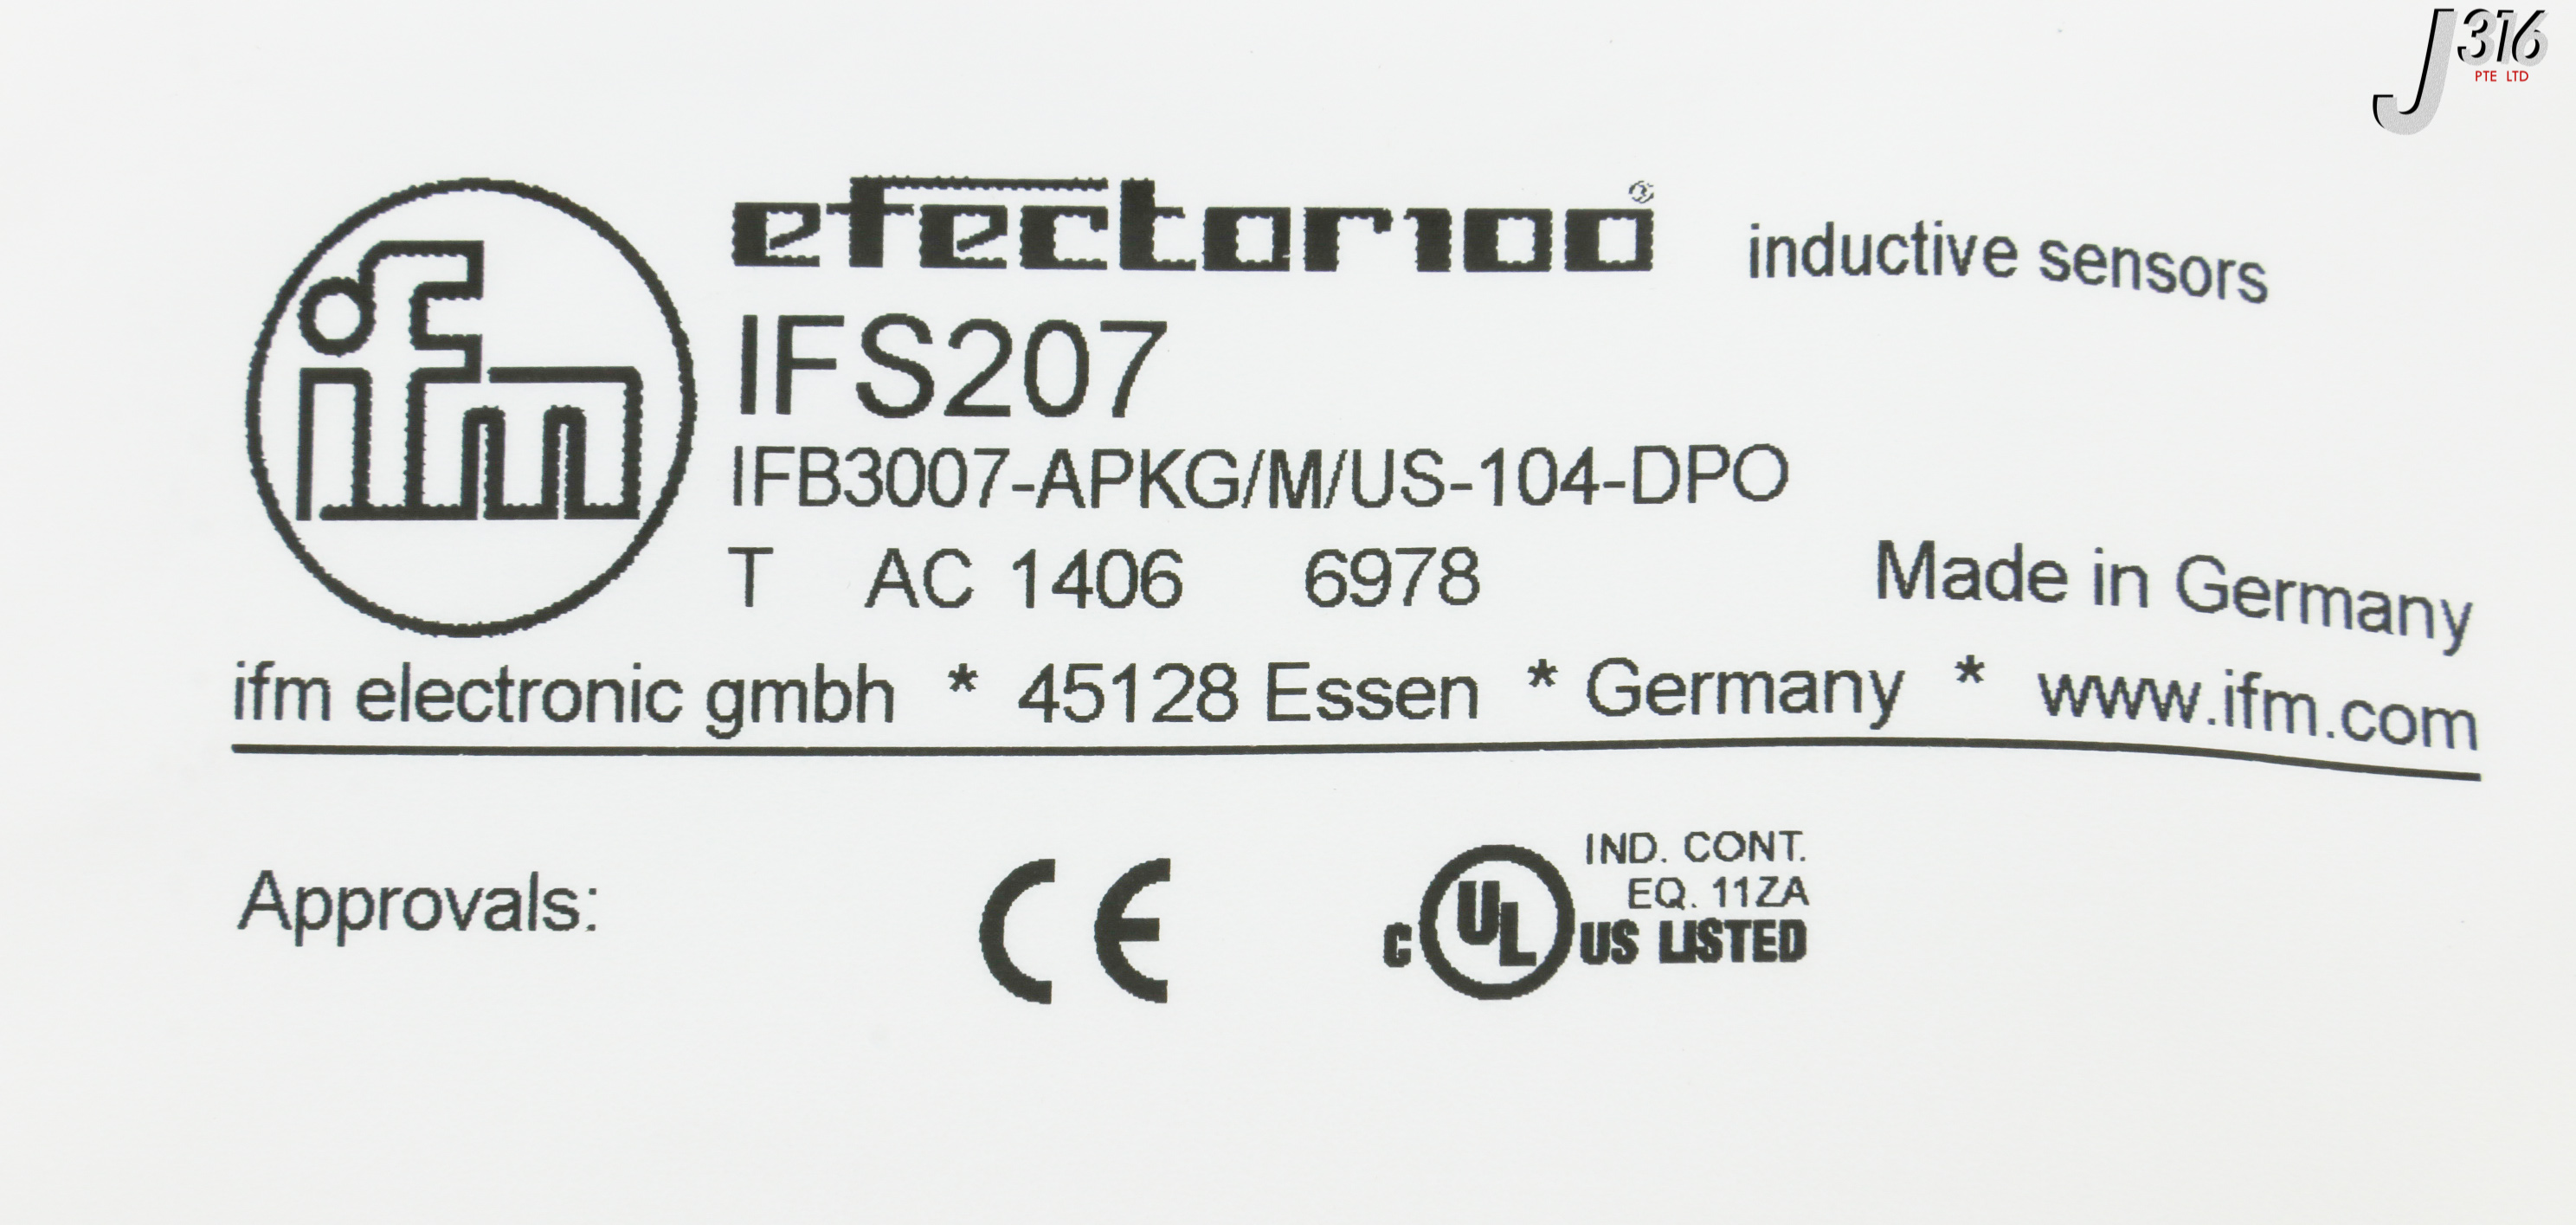 J316
PTE LTD
ifm
efector100® inductive sensors
IFS207
IFB3007-APKG/M/US-104-DPO
T AC 1406 6978 Made in Germany
ifm electronic gmbh * 45128 Essen * Germany * www.ifm.com
Approvals: CE
IND. CONT.
EQ. 11ZA
C UL US LISTED